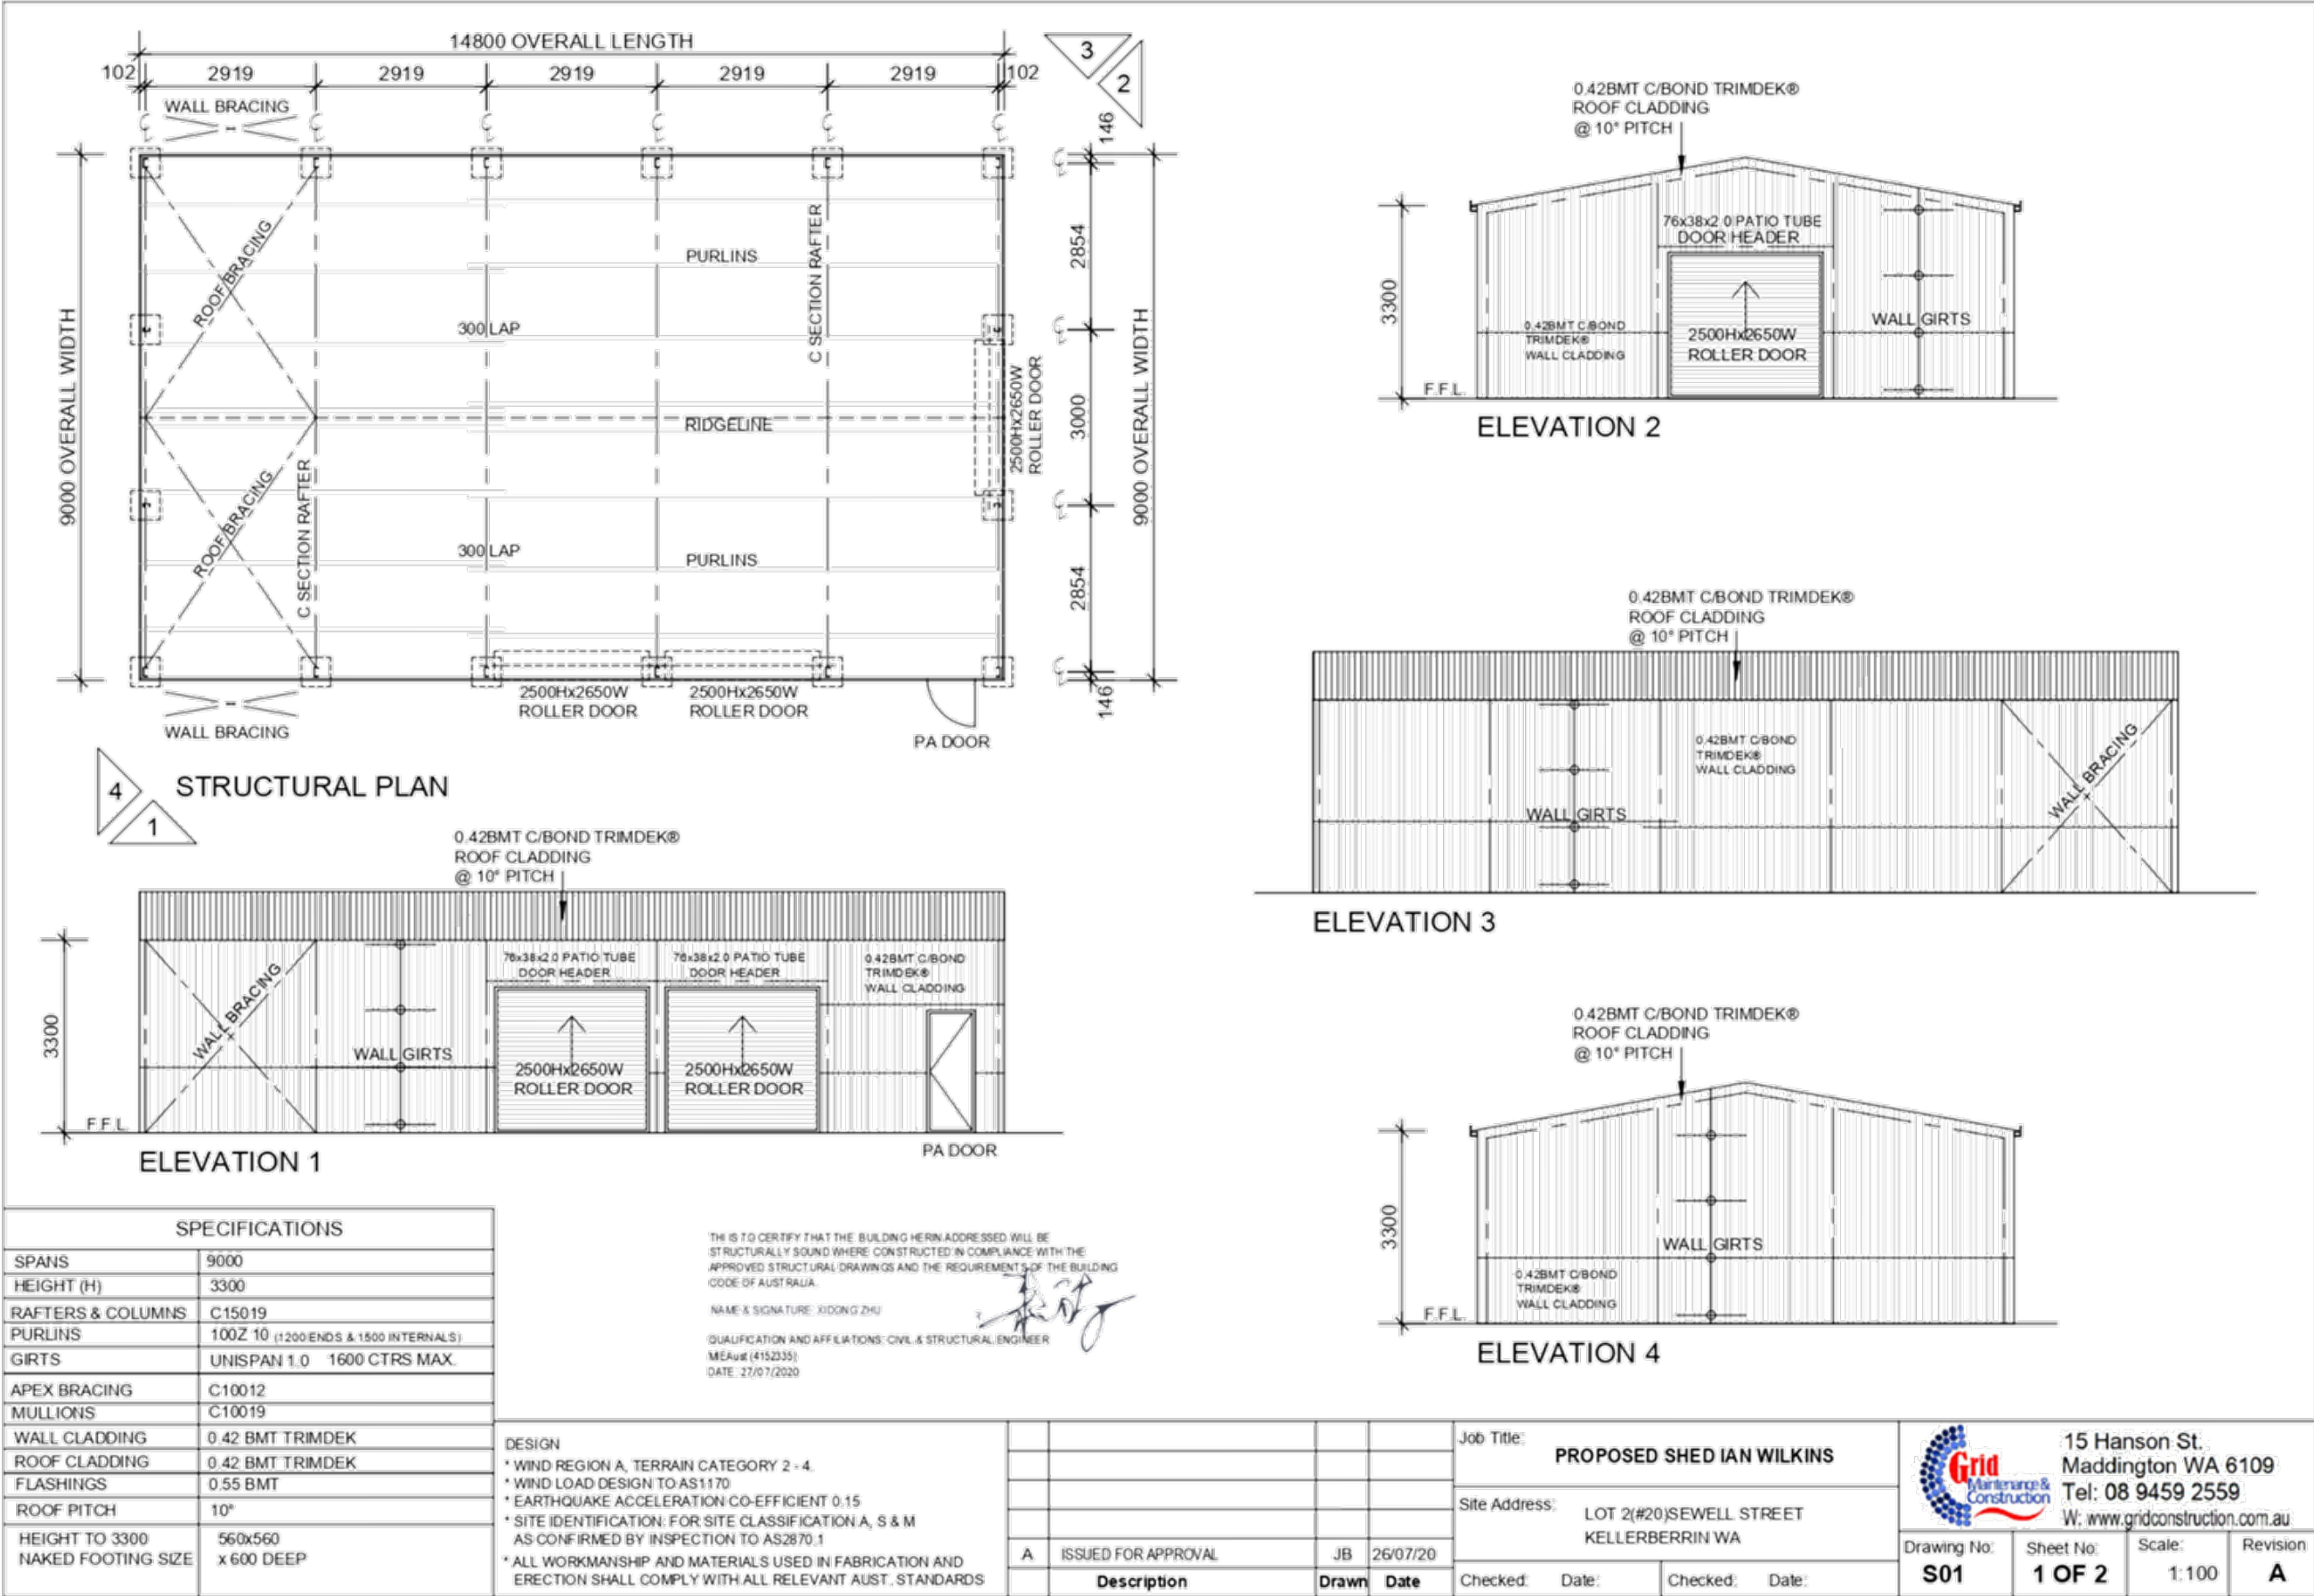 14800 OVERALL LENGTH
102 2919 2919 2919 2919 2919 102
3
2
WALL BRACING
146
9000 OVERALL WIDTH
ROOF BRACING
PURLINS
C SECTION RAFTER
2854
300 LAP
RIDGELINE
2500Hx2650W
ROLLER DOOR
3000
9000 OVERALL WIDTH
ROOF BRACING
C SECTION RAFTER
300 LAP
PURLINS
2854
2500Hx2650W
ROLLER DOOR
2500Hx2650W
ROLLER DOOR
146
WALL BRACING
PA DOOR
4
1
STRUCTURAL PLAN
0.42BMT C/BOND TRIMDEK®
ROOF CLADDING
@ 10° PITCH
3300
WALL BRACING
WALL GIRTS
76x38x2.0 PATIO TUBE
DOOR HEADER
76x38x2.0 PATIO TUBE
DOOR HEADER
0.42BMT C/BOND
TRIMDEK®
WALL CLADDING
2500Hx2650W
ROLLER DOOR
2500Hx2650W
ROLLER DOOR
F.F.L.
PA DOOR
ELEVATION 1
0.42BMT C/BOND TRIMDEK®
ROOF CLADDING
@ 10° PITCH
76x38x2.0 PATIO TUBE
DOOR HEADER
3300
0.42BMT C/BOND
TRIMDEK®
WALL CLADDING
2500Hx2650W
ROLLER DOOR
WALL GIRTS
F.F.L.
ELEVATION 2
0.42BMT C/BOND TRIMDEK®
ROOF CLADDING
@ 10° PITCH
0.42BMT C/BOND
TRIMDEK®
WALL CLADDING
WALL GIRTS
WALL BRACING
ELEVATION 3
0.42BMT C/BOND TRIMDEK®
ROOF CLADDING
@ 10° PITCH
3300
WALL GIRTS
0.42BMT C/BOND
TRIMDEK®
WALL CLADDING
F.F.L.
ELEVATION 4
SPECIFICATIONS
SPANS 9000
HEIGHT (H) 3300
RAFTERS & COLUMNS C15019
PURLINS 100Z 10 (1200 ENDS & 1500 INTERNALS)
GIRTS UNISPAN 1.0 1600 CTRS MAX.
APEX BRACING C10012
MULLIONS C10019
WALL CLADDING 0.42 BMT TRIMDEK
ROOF CLADDING 0.42 BMT TRIMDEK
FLASHINGS 0.55 BMT
ROOF PITCH 10°
HEIGHT TO 3300 560x560
NAKED FOOTING SIZE x 600 DEEP
THIS IS TO CERTIFY THAT THE BUILDING HERIN ADDRESSED WILL BE
STRUCTURALLY SOUND WHERE CONSTRUCTED IN COMPLIANCE WITH THE
APPROVED STRUCTURAL DRAWINGS AND THE REQUIREMENTS OF THE BUILDING
CODE OF AUSTRALIA.
NAME & SIGNATURE: XIDONG ZHU
QUALIFICATION AND AFFILIATIONS: CIVIL & STRUCTURAL ENGINEER
MIEAust (4152335)
DATE: 27/07/2020
DESIGN
* WIND REGION A, TERRAIN CATEGORY 2 - 4.
* WIND LOAD DESIGN TO AS1170
* EARTHQUAKE ACCELERATION CO-EFFICIENT 0.15
* SITE IDENTIFICATION: FOR SITE CLASSIFICATION A, S & M
AS CONFIRMED BY INSPECTION TO AS2870.1
* ALL WORKMANSHIP AND MATERIALS USED IN FABRICATION AND
ERECTION SHALL COMPLY WITH ALL RELEVANT AUST. STANDARDS
A ISSUED FOR APPROVAL JB 26/07/20
Description Drawn Date
Job Title: PROPOSED SHED IAN WILKINS
Site Address: LOT 2(#20)SEWELL STREET
KELLERBERRIN WA
Checked: Date: Checked: Date:
Grid
Maintenance &
Construction
15 Hanson St.
Maddington WA 6109
Tel: 08 9459 2559
W: www.gridconstruction.com.au
Drawing No: Sheet No: Scale: Revision
S01 1 OF 2 1:100 A